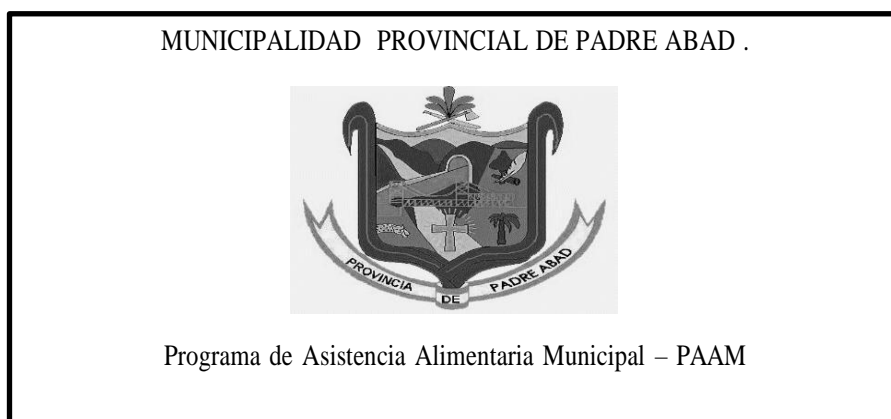 MUNICIPALIDAD PROVINCIAL DE PADRE ABAD .
PROVINCIA DE PADRE ABAD
Programa de Asistencia Alimentaria Municipal – PAAM